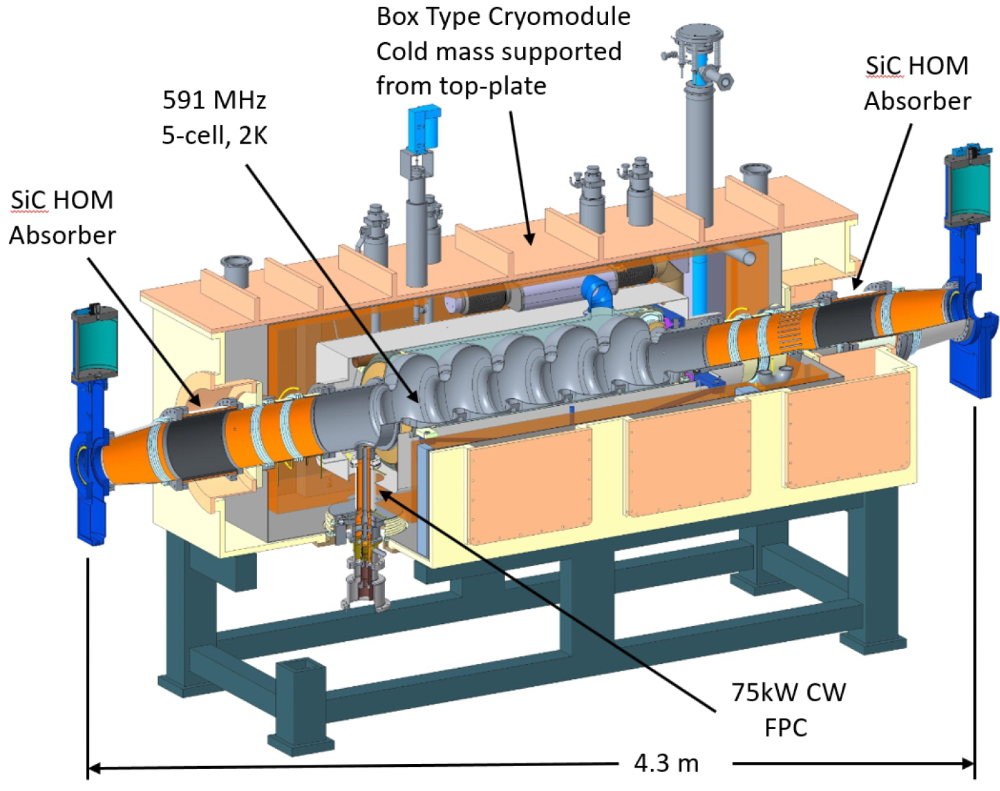 Box Type Cryomodule
Cold mass supported
from top-plate
SiC HOM
Absorber
591 MHz
5-cell, 2K
SiC HOM
Absorber
75kW CW
FPC
4.3 m